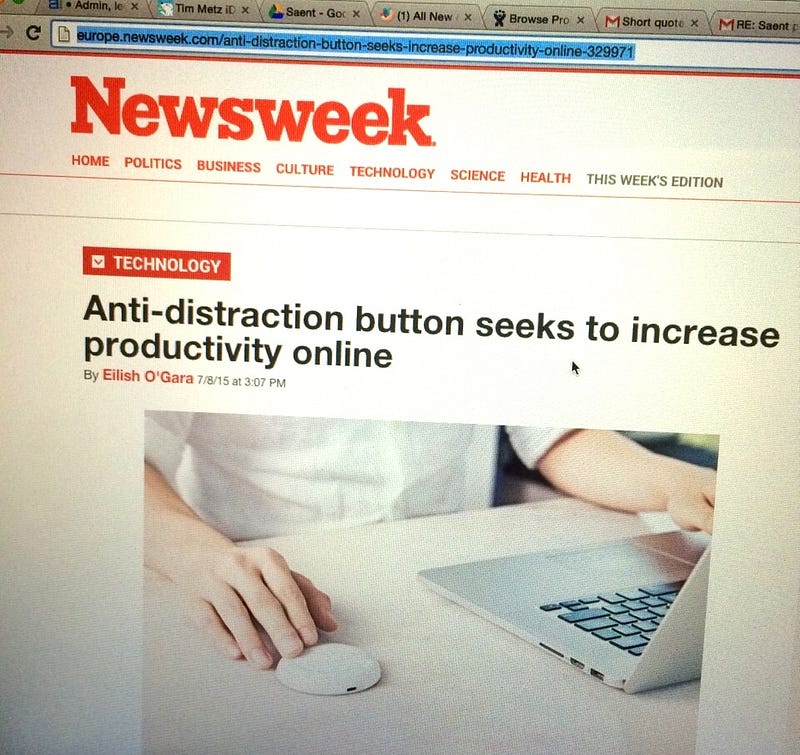 Admin, le
Tim Metz iD
Saent - Goo
(1) All New
Browse Pro
Short quote
RE: Saent p
europe.newsweek.com/anti-distraction-button-seeks-increase-productivity-online-329971
Newsweek
HOME POLITICS BUSINESS CULTURE TECHNOLOGY SCIENCE HEALTH THIS WEEK'S EDITION
TECHNOLOGY
Anti-distraction button seeks to increase
productivity online
By Eilish O'Gara 7/8/15 at 3:07 PM